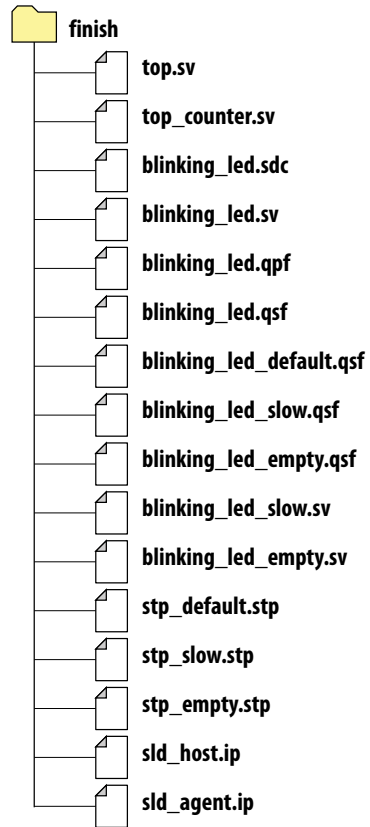 finish
top.sv
top_counter.sv
blinking_led.sdc
blinking_led.sv
blinking_led.qpf
blinking_led.qsf
blinking_led_default.qsf
blinking_led_slow.qsf
blinking_led_empty.qsf
blinking_led_slow.sv
blinking_led_empty.sv
stp_default.stp
stp_slow.stp
stp_empty.stp
sld_host.ip
sld_agent.ip